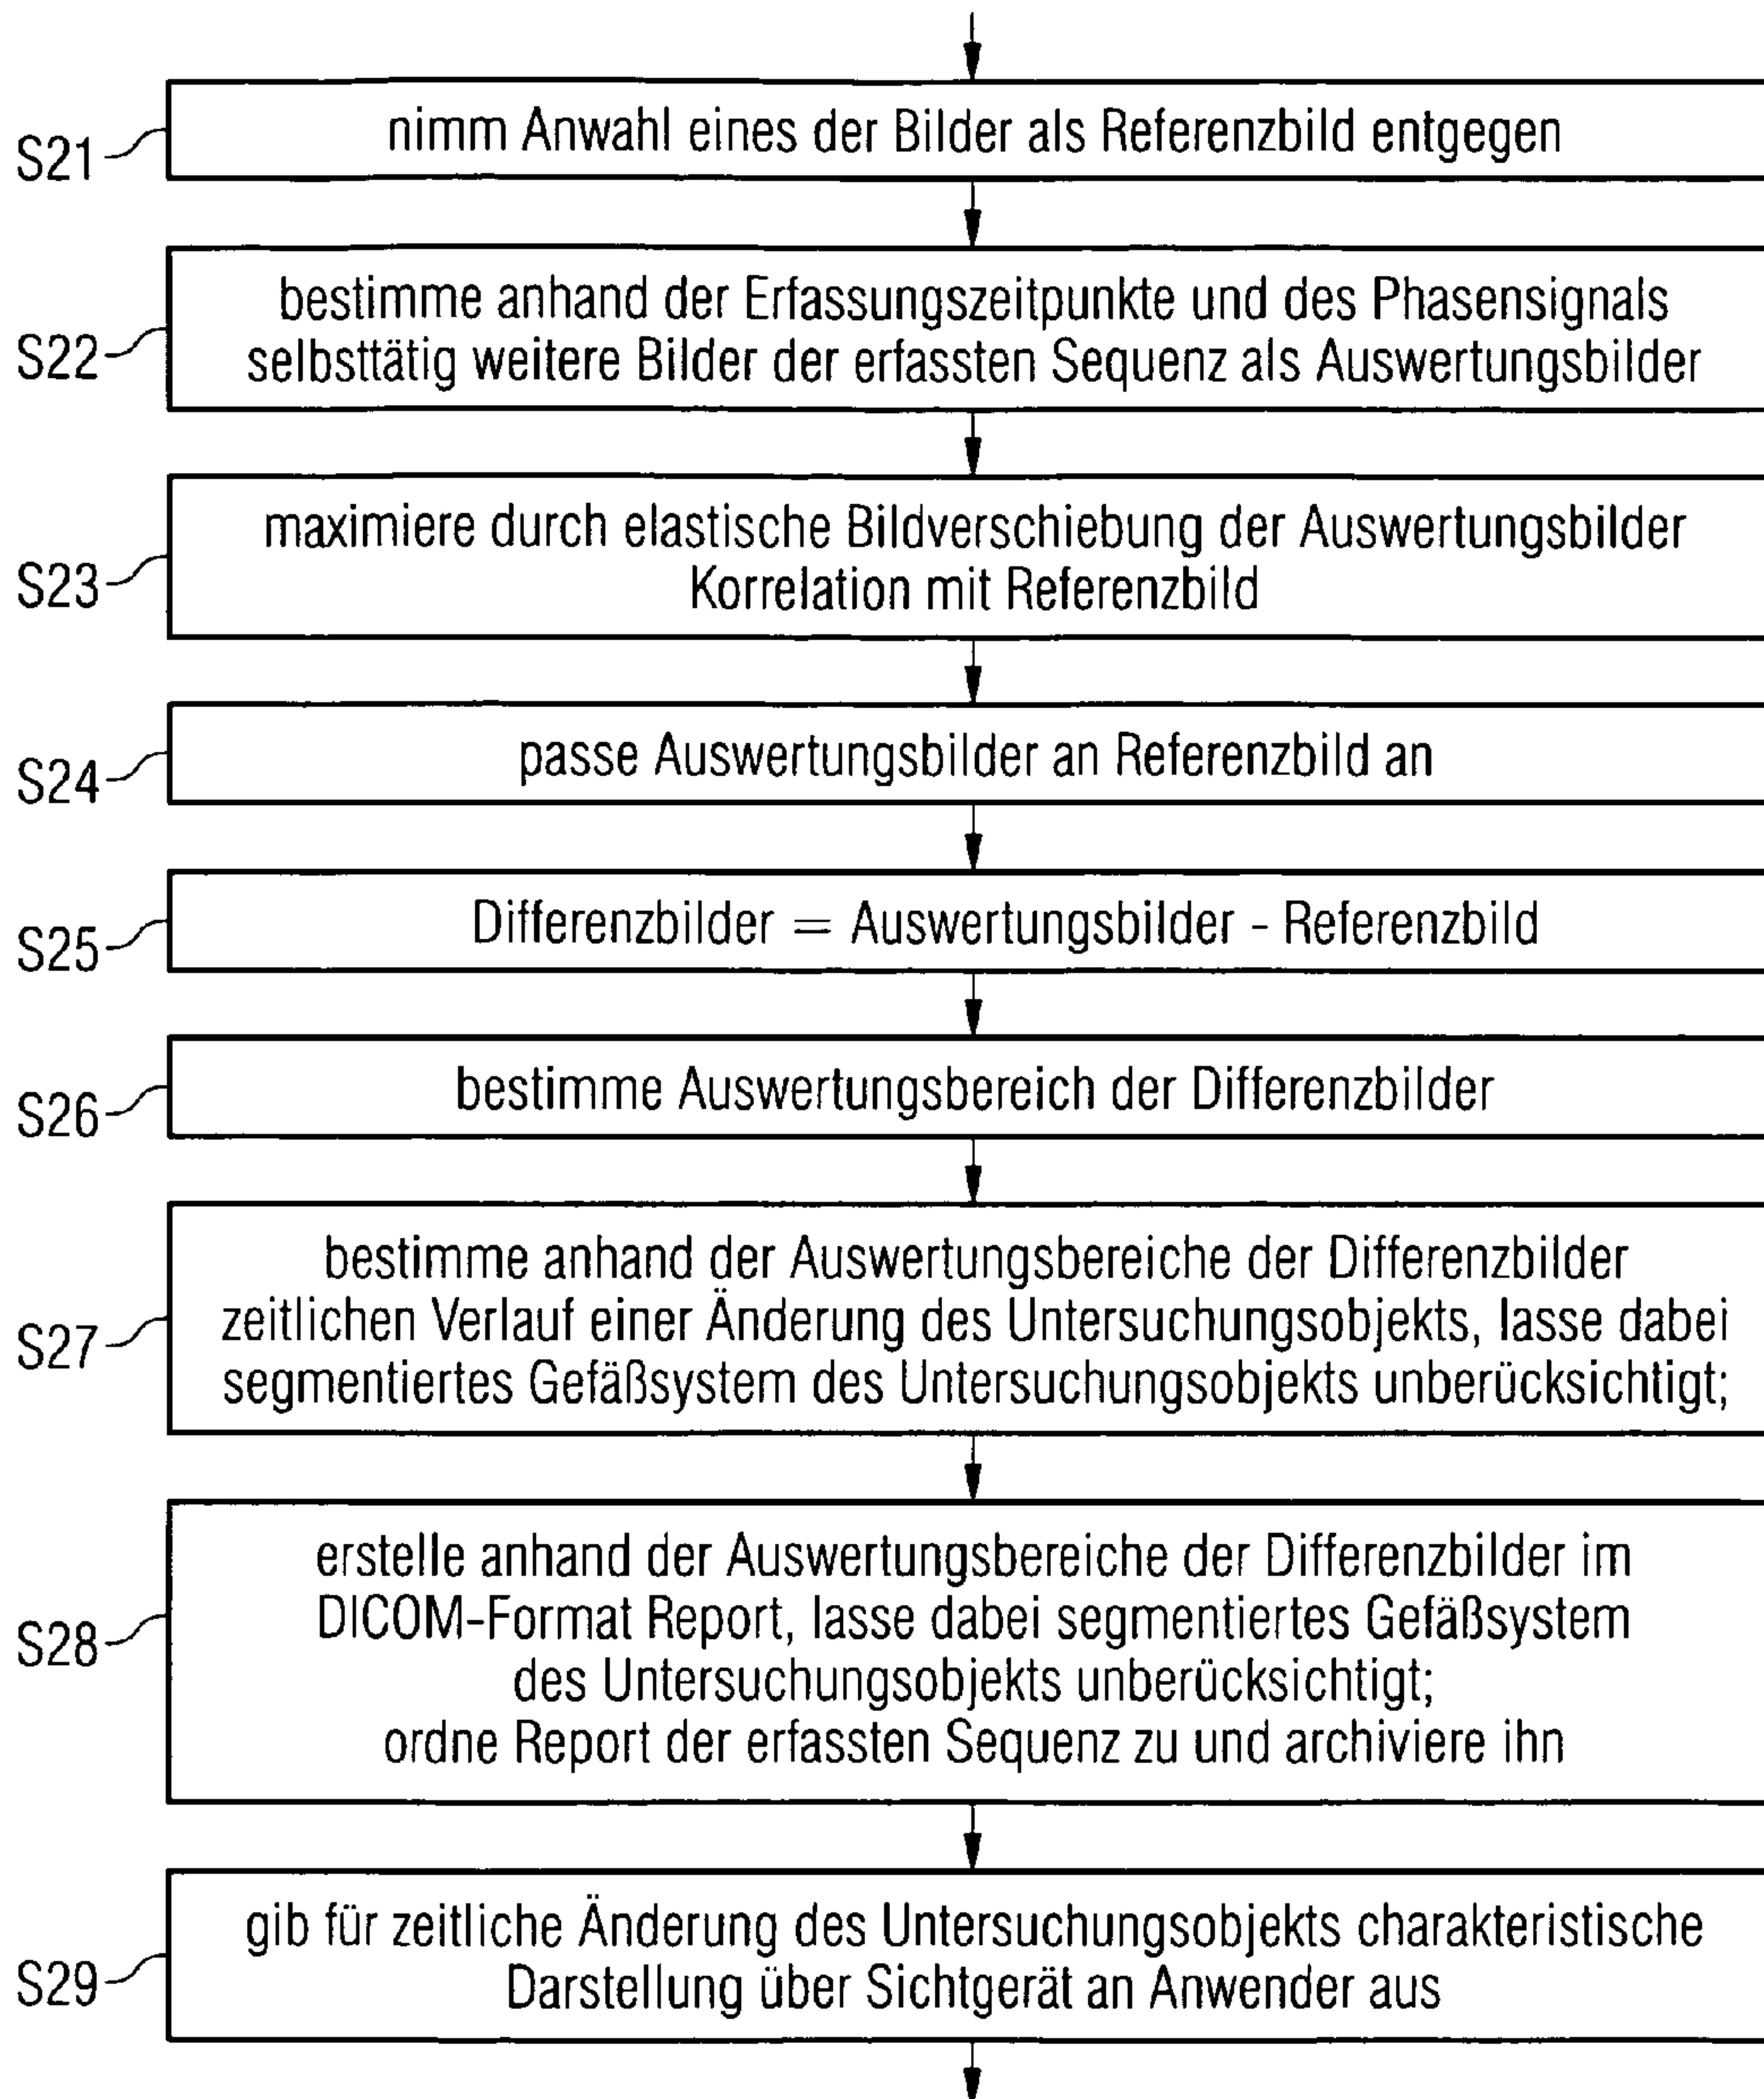 S21
nimm Anwahl eines der Bilder als Referenzbild entgegen
S22
bestimme anhand der Erfassungszeitpunkte und des Phasensignals
selbsttätig weitere Bilder der erfassten Sequenz als Auswertungsbilder
S23
maximiere durch elastische Bildverschiebung der Auswertungsbilder
Korrelation mit Referenzbild
S24
passe Auswertungsbilder an Referenzbild an
S25
Differenzbilder = Auswertungsbilder - Referenzbild
S26
bestimme Auswertungsbereich der Differenzbilder
S27
bestimme anhand der Auswertungsbereiche der Differenzbilder
zeitlichen Verlauf einer Änderung des Untersuchungsobjekts, lasse dabei
segmentiertes Gefäßsystem des Untersuchungsobjekts unberücksichtigt;
S28
erstelle anhand der Auswertungsbereiche der Differenzbilder im
DICOM-Format Report, lasse dabei segmentiertes Gefäßsystem
des Untersuchungsobjekts unberücksichtigt;
ordne Report der erfassten Sequenz zu und archiviere ihn
S29
gib für zeitliche Änderung des Untersuchungsobjekts charakteristische
Darstellung über Sichtgerät an Anwender aus